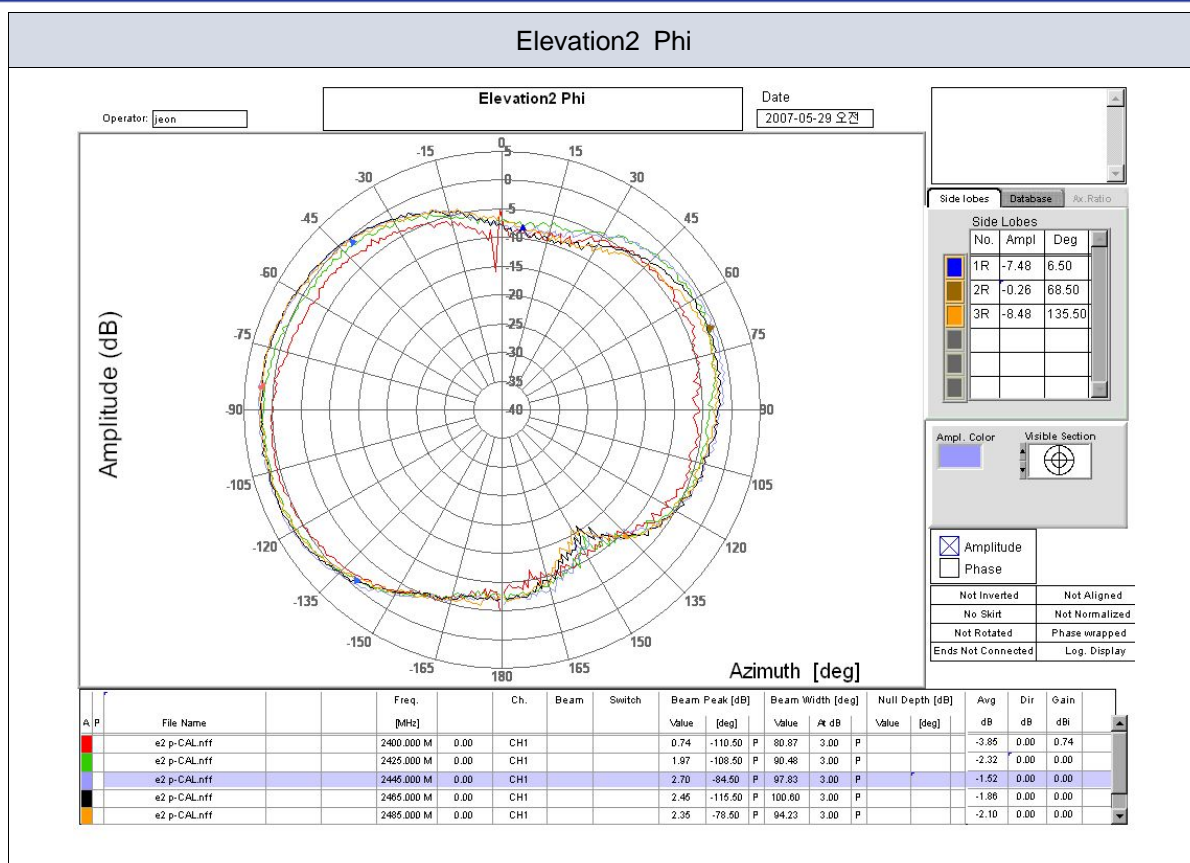 Elevation2 Phi
Elevation2 Phi
Operator: jeon
Date
2007-05-29 오전
Amplitude (dB)
0
-15
15
-30
30
-45
45
-60
60
-75
75
-90
90
-105
105
-120
120
-135
135
-150
150
-165
165
180
5
0
-5
-10
-15
-20
-25
-30
-35
-40
Azimuth [deg]
Side lobes Database Ax.Ratio
Side Lobes
No. Ampl Deg
1R -7.48 6.50
2R -0.26 68.50
3R -8.48 135.50
Ampl. Color Visible Section
Amplitude
Phase
Not Inverted Not Aligned
No Skirt Not Normalized
Not Rotated Phase wrapped
Ends Not Connected Log. Display
Freq. Ch. Beam Switch Beam Peak [dB] Beam Width [deg] Null Depth [dB] Avg Dir Gain
A P File Name [MHz] Value [deg] Value At dB Value [deg] dB dB dBi
e2 p-CAL.nff 2400.000 M 0.00 CH1 0.74 -110.50 P 80.87 3.00 P -3.85 0.00 0.74
e2 p-CAL.nff 2425.000 M 0.00 CH1 1.97 -108.50 P 90.48 3.00 P -2.32 0.00 0.00
e2 p-CAL.nff 2445.000 M 0.00 CH1 2.70 -84.50 P 97.83 3.00 P -1.52 0.00 0.00
e2 p-CAL.nff 2465.000 M 0.00 CH1 2.45 -115.50 P 100.60 3.00 P -1.86 0.00 0.00
e2 p-CAL.nff 2485.000 M 0.00 CH1 2.35 -78.50 P 94.23 3.00 P -2.10 0.00 0.00